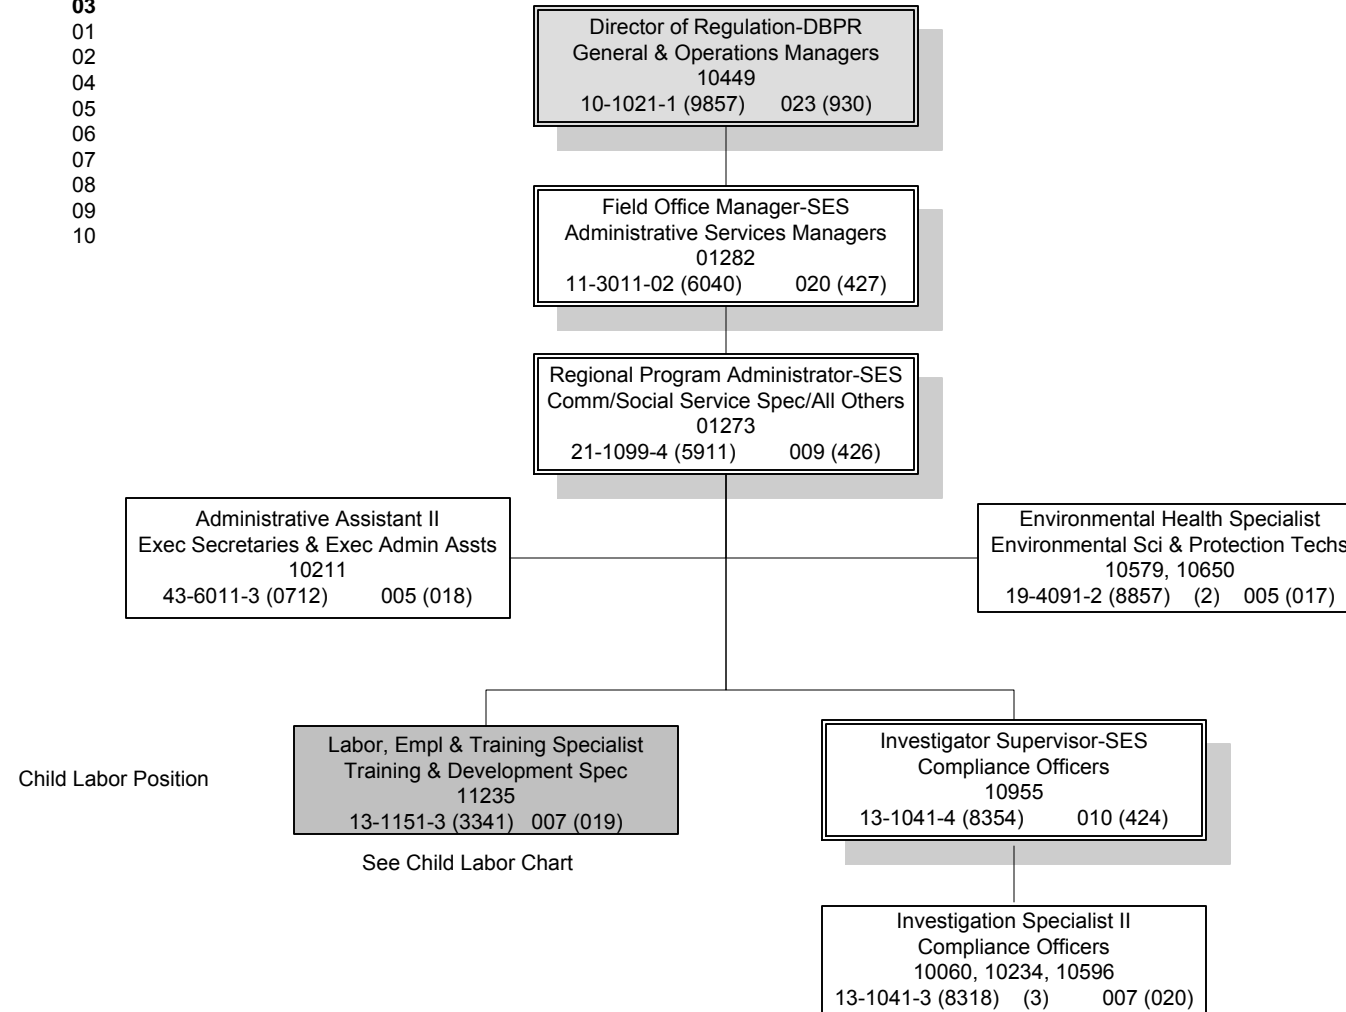 03
01
02
04
05
06
07
08
09
10
Director of Regulation-DBPR
General & Operations Managers
10449
10-1021-1 (9857) 023 (930)
Field Office Manager-SES
Administrative Services Managers
01282
11-3011-02 (6040) 020 (427)
Regional Program Administrator-SES
Comm/Social Service Spec/All Others
01273
21-1099-4 (5911) 009 (426)
Administrative Assistant II
Exec Secretaries & Exec Admin Assts
10211
43-6011-3 (0712) 005 (018)
Environmental Health Specialist
Environmental Sci & Protection Techs
10579, 10650
19-4091-2 (8857) (2) 005 (017)
Child Labor Position
Labor, Empl & Training Specialist
Training & Development Spec
11235
13-1151-3 (3341) 007 (019)
See Child Labor Chart
Investigator Supervisor-SES
Compliance Officers
10955
13-1041-4 (8354) 010 (424)
Investigation Specialist II
Compliance Officers
10060, 10234, 10596
13-1041-3 (8318) (3) 007 (020)